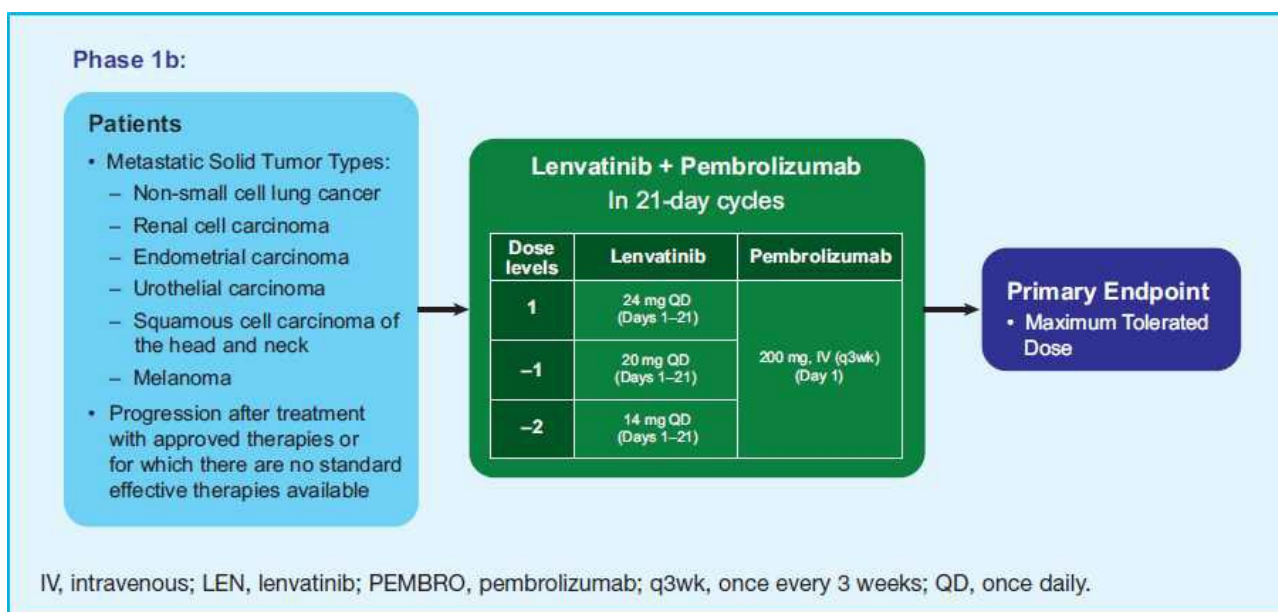 Phase 1b:
Patients
• Metastatic Solid Tumor Types:
– Non-small cell lung cancer
– Renal cell carcinoma
– Endometrial carcinoma
– Urothelial carcinoma
– Squamous cell carcinoma of
the head and neck
– Melanoma
• Progression after treatment
with approved therapies or
for which there are no standard
effective therapies available
Lenvatinib + Pembrolizumab
In 21-day cycles
Dose
levels
Lenvatinib
Pembrolizumab
1
24 mg QD
(Days 1–21)
–1
20 mg QD
(Days 1–21)
–2
14 mg QD
(Days 1–21)
200 mg, IV (q3wk)
(Day 1)
Primary Endpoint
• Maximum Tolerated
Dose
IV, intravenous; LEN, lenvatinib; PEMBRO, pembrolizumab; q3wk, once every 3 weeks; QD, once daily.